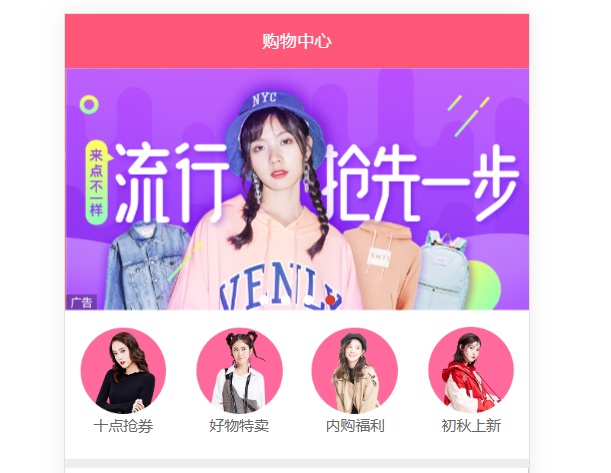 购物中心
NYC
来点不一样
流行 抢先一步
VENLY
广告
十点抢券
好物特卖
内购福利
初秋上新